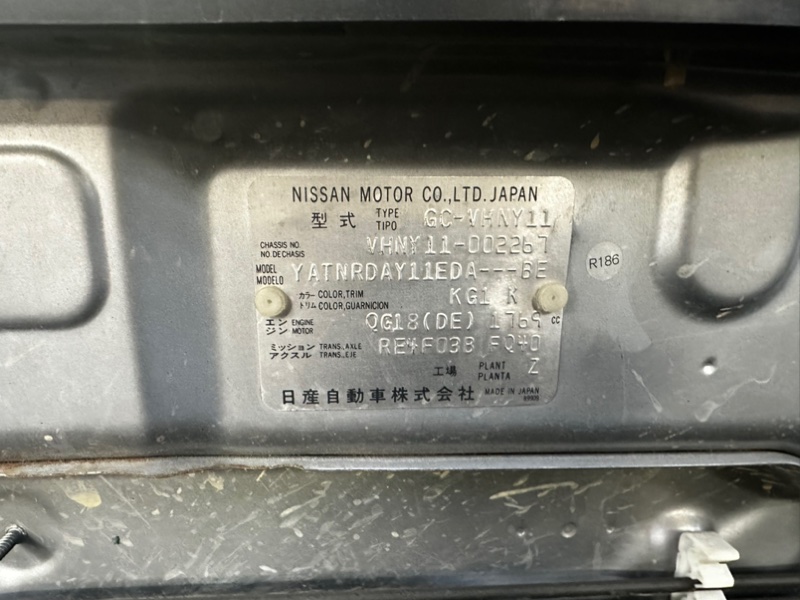 NISSAN MOTOR CO.,LTD.JAPAN
型式 TYPE TIPO GC-VHNY11
CHASSIS NO. NO.DECHASIS VHNY11-002267
MODEL MODELO YATNRDAY11EDA---BE
カラー COLOR,TRIM トリム COLOR,GUARNICION KG1 K
エンジン ENGINE MOTOR QG18(DE) 1769 cc
ミッション TRANS.AXLE アクスル TRANS.EJE RE4F03B FQ40
工場 PLANT PLANTA Z
日産自動車株式会社 MADE IN JAPAN
R186